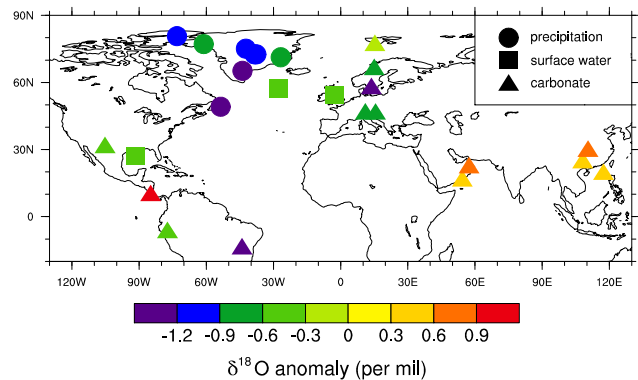 90N
precipitation
surface water
60N
carbonate
30N
0
120W 90W 60W 30W 0 30E 60E 90E 120E
-1.2 -0.9 -0.6 -0.3 0 0.3 0.6 0.9
δ¹⁸O anomaly (per mil)